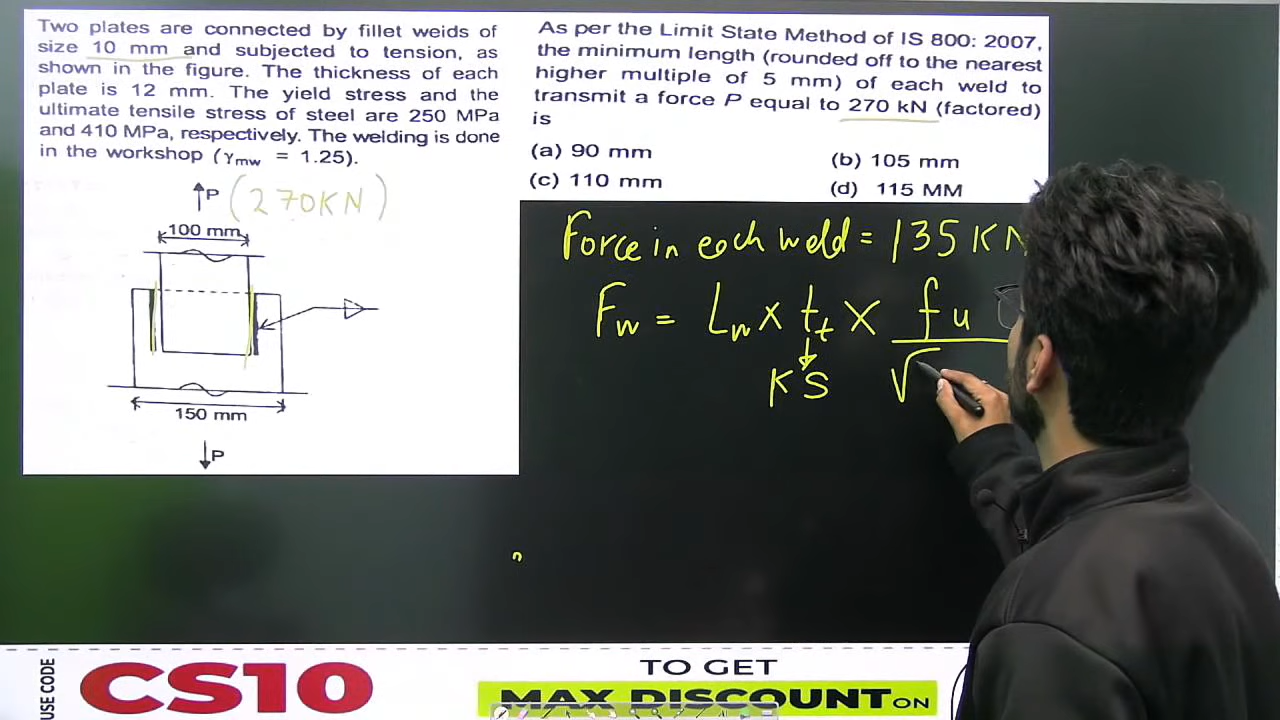 Two plates are connected by fillet weids of
size 10 mm and subjected to tension, as
shown in the figure. The thickness of each
plate is 12 mm. The yield stress and the
ultimate tensile stress of steel are 250 MPa
and 410 MPa, respectively. The welding is done
in the workshop (γmw = 1.25).
P (270KN)
100 mm
150 mm
P
As per the Limit State Method of IS 800: 2007,
the minimum length (rounded off to the nearest
higher multiple of 5 mm) of each weld to
transmit a force P equal to 270 kN (factored)
is
(a) 90 mm (b) 105 mm
(c) 110 mm (d) 115 MM
Force in each weld = 135 KN
Fw = Lw × tt × fu
KS √
USE CODE
CS10
TO GET
MAX DISCOUNT ON